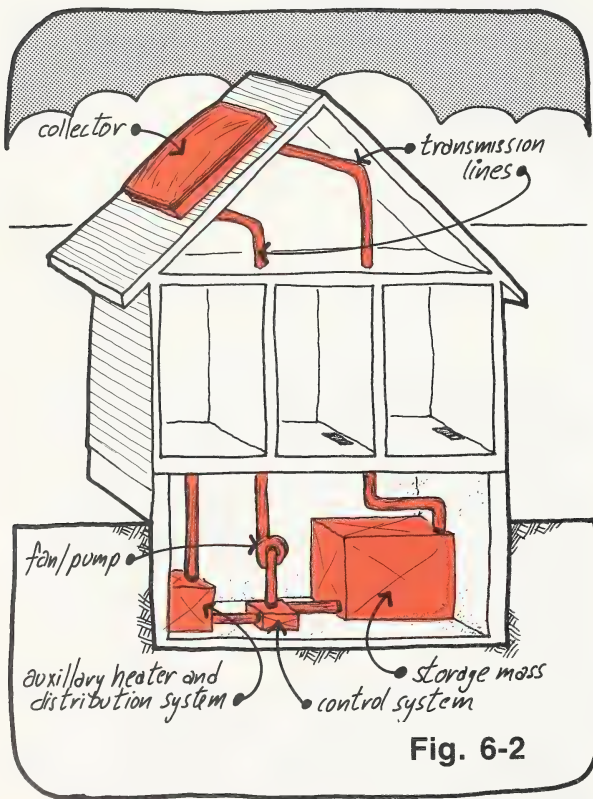 collector
transmission
lines
fan/pump
auxillary heater and
distribution system
control system
storage mass
Fig. 6-2